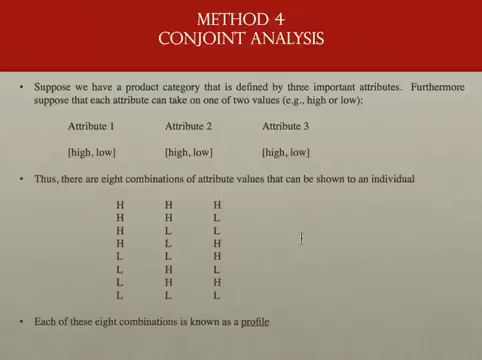 METHOD 4
CONJOINT ANALYSIS
• Suppose we have a product category that is defined by three important attributes. Furthermore
suppose that each attribute can take on one of two values (e.g., high or low):
Attribute 1 Attribute 2 Attribute 3
[high, low] [high, low] [high, low]
• Thus, there are eight combinations of attribute values that can be shown to an individual
H H H
H H L
H L L
H L H
L L H
L H L
L H H
L L L
• Each of these eight combinations is known as a profile